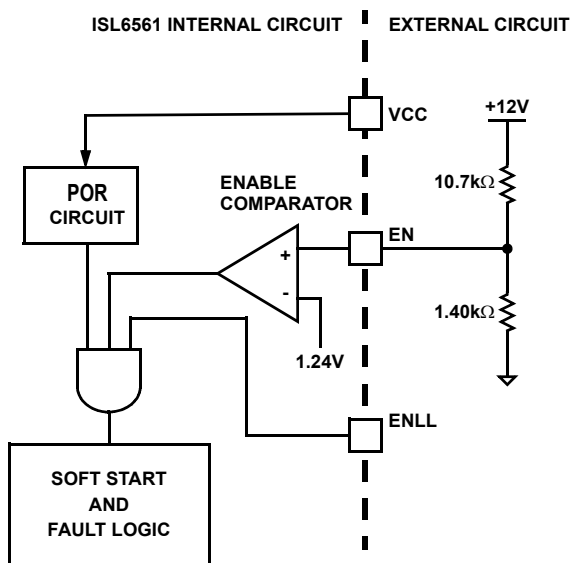 ISL6561 INTERNAL CIRCUIT
EXTERNAL CIRCUIT
VCC
+12V
POR
CIRCUIT
ENABLE
COMPARATOR
10.7kΩ
EN
+
-
1.24V
1.40kΩ
ENLL
SOFT START
AND
FAULT LOGIC